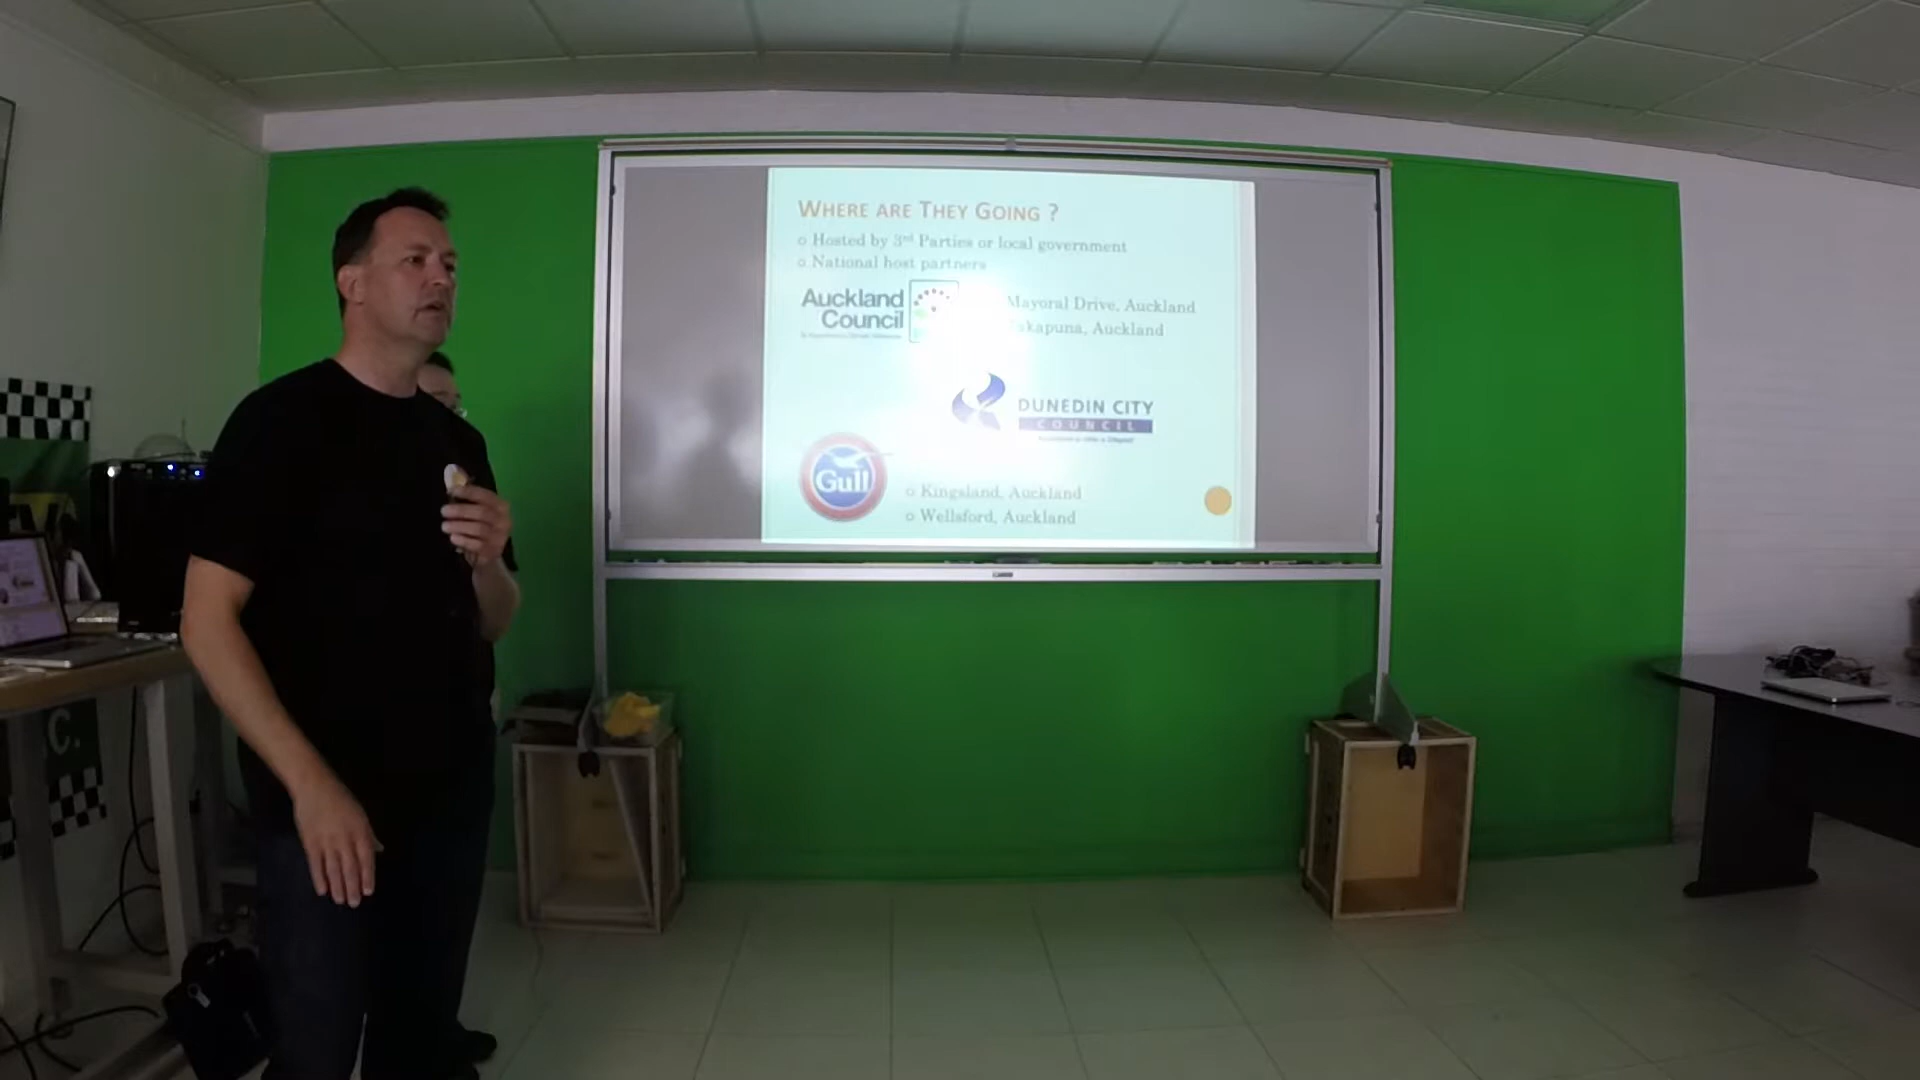 WHERE ARE THEY GOING ?
o Hosted by 3rd Parties or local government
o National host partners
Auckland
Council
Mayoral Drive, Auckland
Takapuna, Auckland
DUNEDIN CITY
COUNCIL
Gull
o Kingsland, Auckland
o Wellsford, Auckland
C.